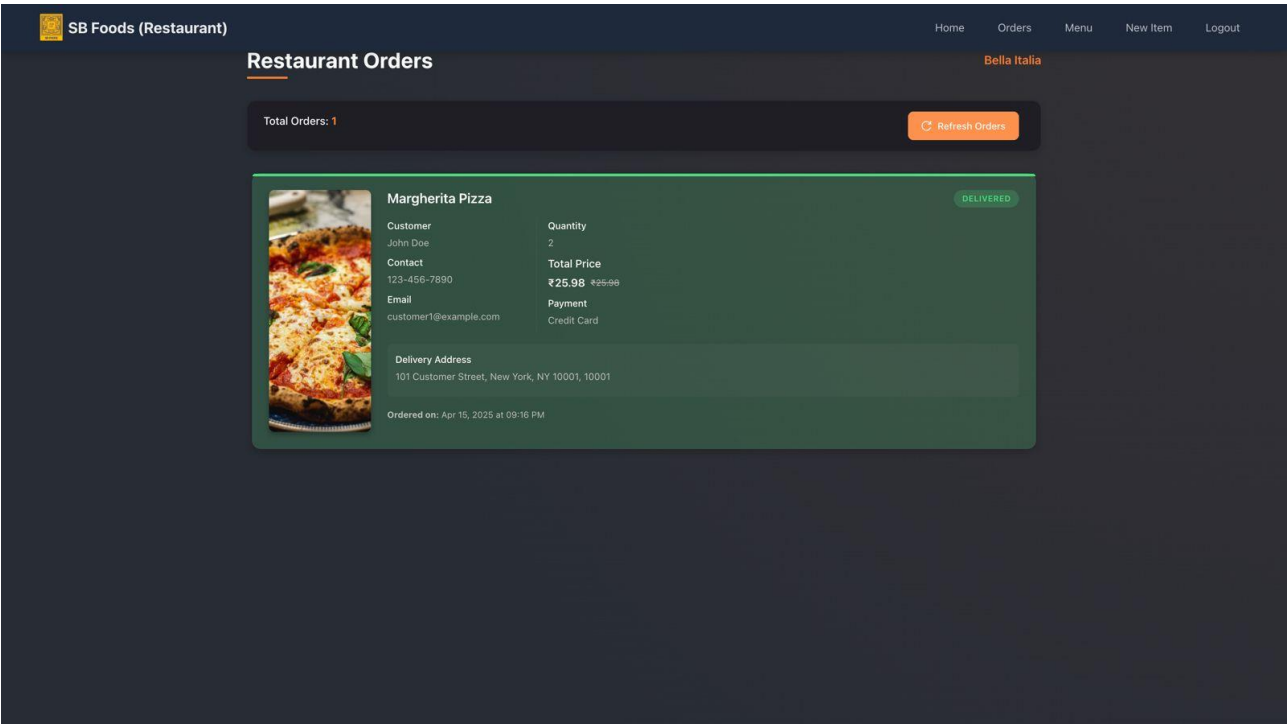 SB Foods (Restaurant)
Home Orders Menu New Item Logout
Restaurant Orders
Bella Italia
Total Orders: 1
Refresh Orders
Margherita Pizza
DELIVERED
Customer
John Doe
Contact
123-456-7890
Email
customer1@example.com
Quantity
2
Total Price
₹25.98 ₹25.98
Payment
Credit Card
Delivery Address
101 Customer Street, New York, NY 10001, 10001
Ordered on: Apr 15, 2025 at 09:16 PM